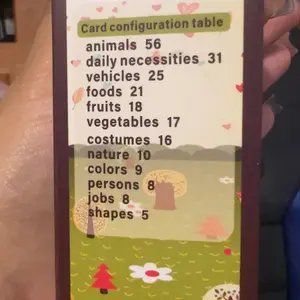 Card configuration table
animals 56
daily necessities 31
vehicles 25
foods 21
fruits 18
vegetables 17
costumes 16
nature 10
colors 9
persons 8
jobs 8
shapes 5